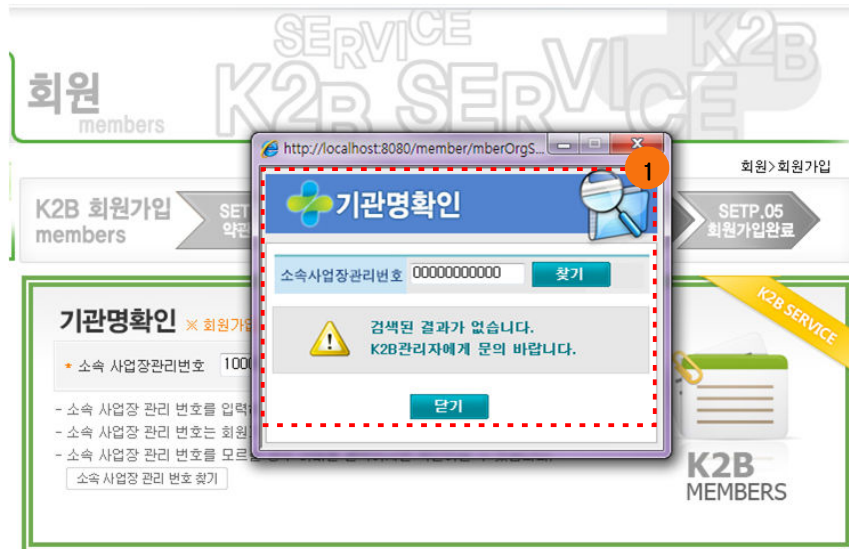 SERVICE
K2B
K2B SERVICE
회원
members
http://localhost:8080/member/mberOrgS...
1
회원>회원가입
K2B 회원가입
members
SET
약관
SETP.05
회원가입완료
기관명확인
소속사업장관리번호 00000000000 찾기
검색된 결과가 없습니다.
K2B관리자에게 문의 바랍니다.
닫기
기관명확인 ※ 회원가입
* 소속 사업장관리번호 1000
- 소속 사업장 관리 번호를 입력
- 소속 사업장 관리 번호는 회원
- 소속 사업장 관리 번호를 모르
소속 사업장 관리 번호 찾기
K2B SERVICE
K2B
MEMBERS